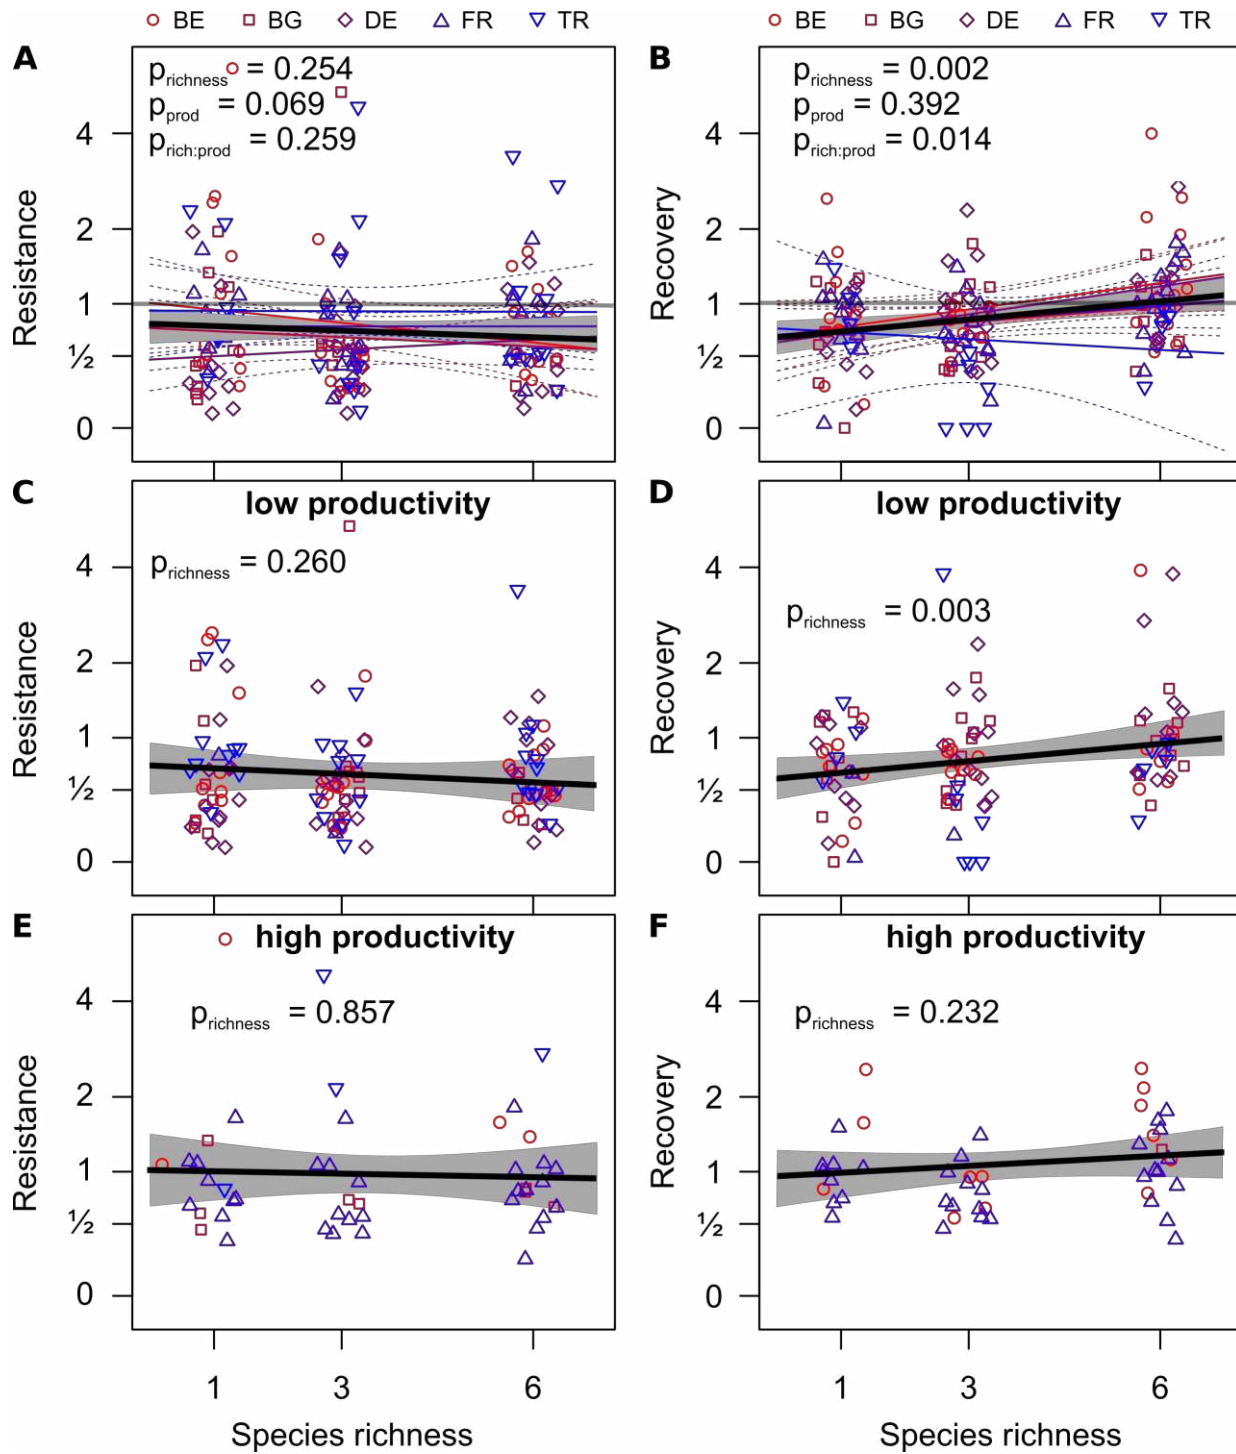 BE BG DE FR TR BE BG DE FR TR
A
p richness = 0.254
p prod = 0.069
p rich:prod = 0.259
Resistance
4
2
1
½
0
B
p richness = 0.002
p prod = 0.392
p rich:prod = 0.014
Recovery
4
2
1
½
0
C
low productivity
p richness = 0.260
Resistance
4
2
1
½
0
D
low productivity
p richness = 0.003
Recovery
4
2
1
½
0
E
high productivity
p richness = 0.857
Resistance
4
2
1
½
0
1 3 6
Species richness
F
high productivity
p richness = 0.232
Recovery
4
2
1
½
0
1 3 6
Species richness